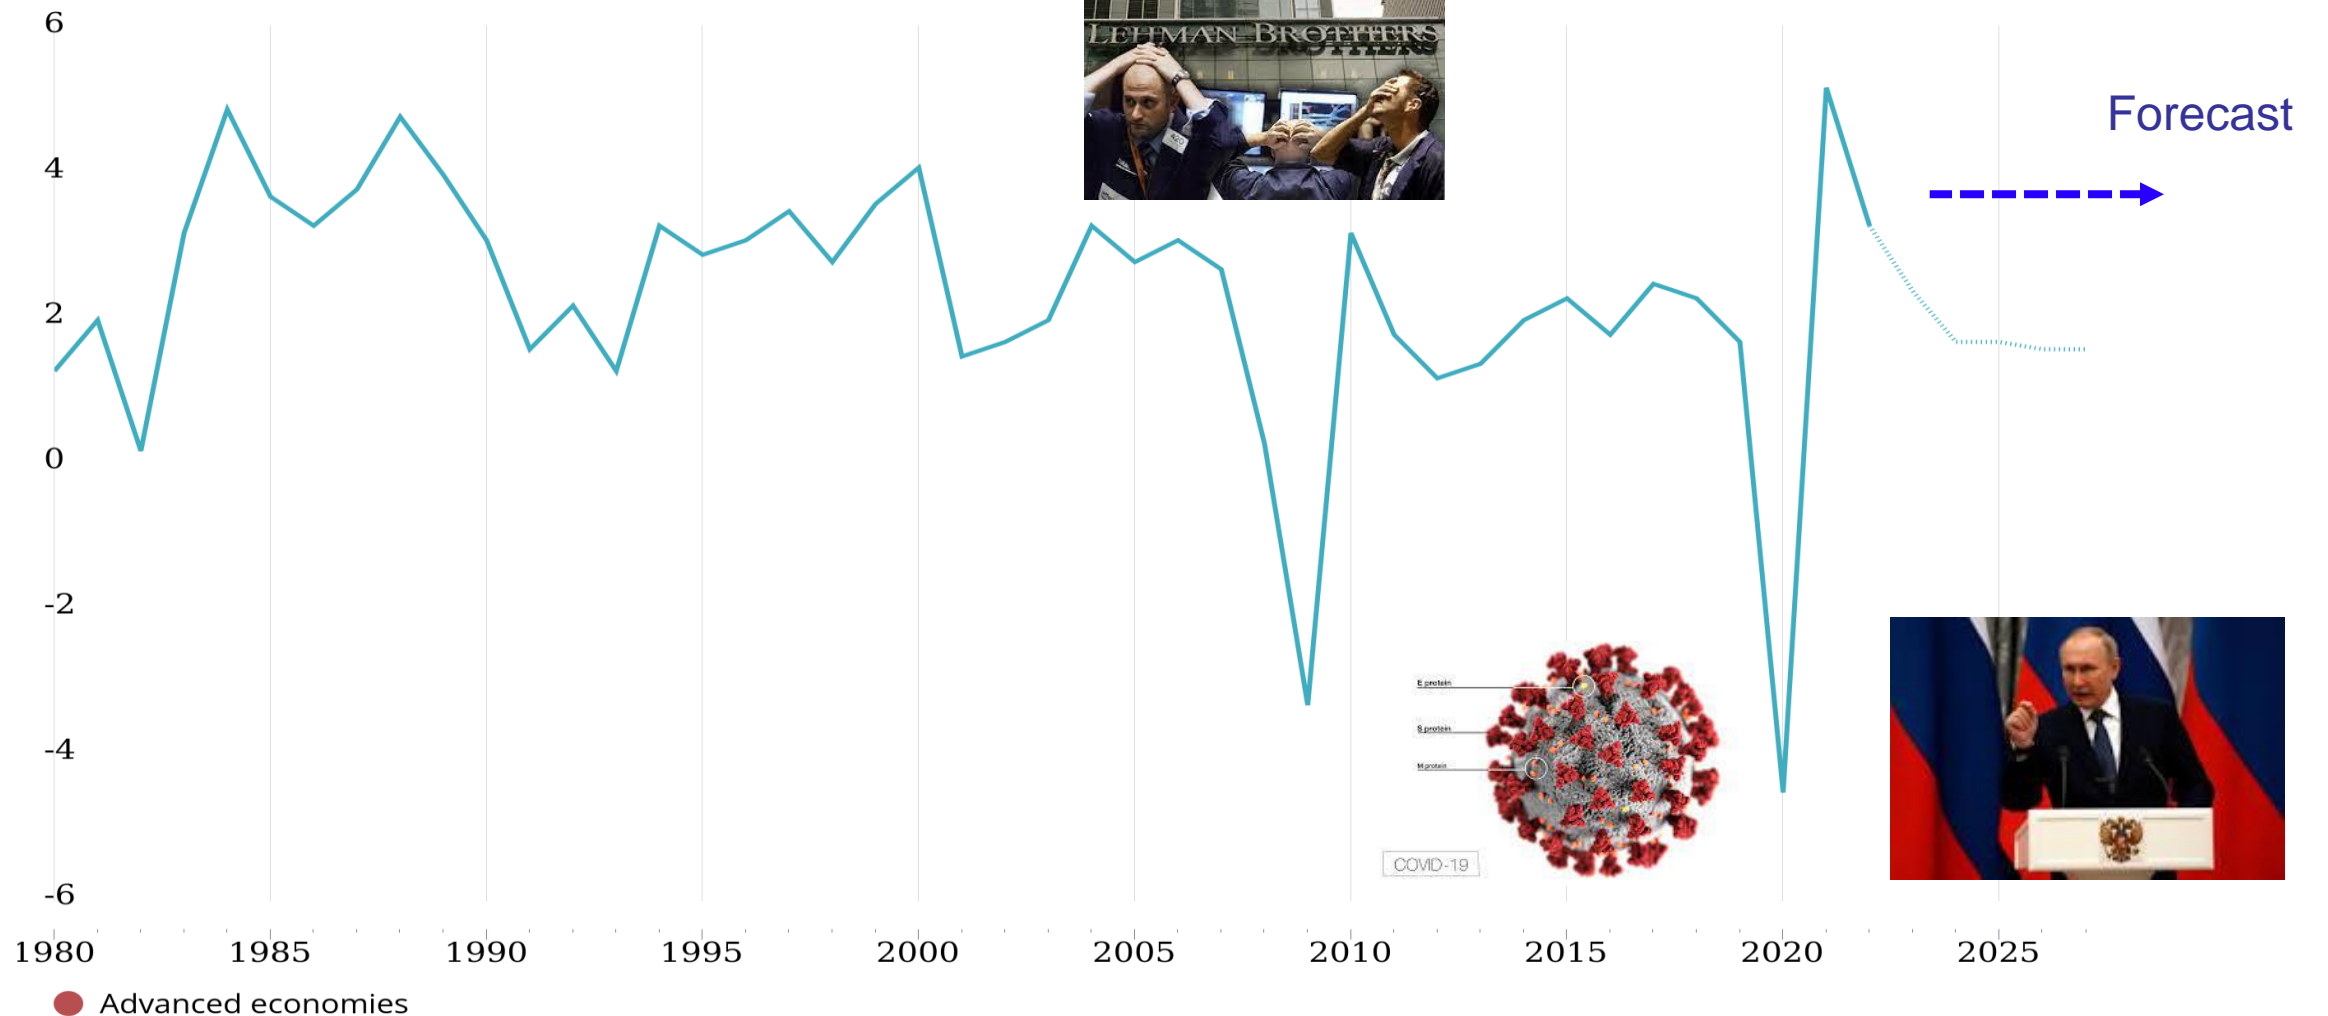 6
LEHMAN BROTHERS
Forecast
4
2
0
-2
E protein
S protein
-4
M protein
COVID-19
-6
1980 1985 1990 1995 2000 2005 2010 2015 2020 2025
Advanced economies